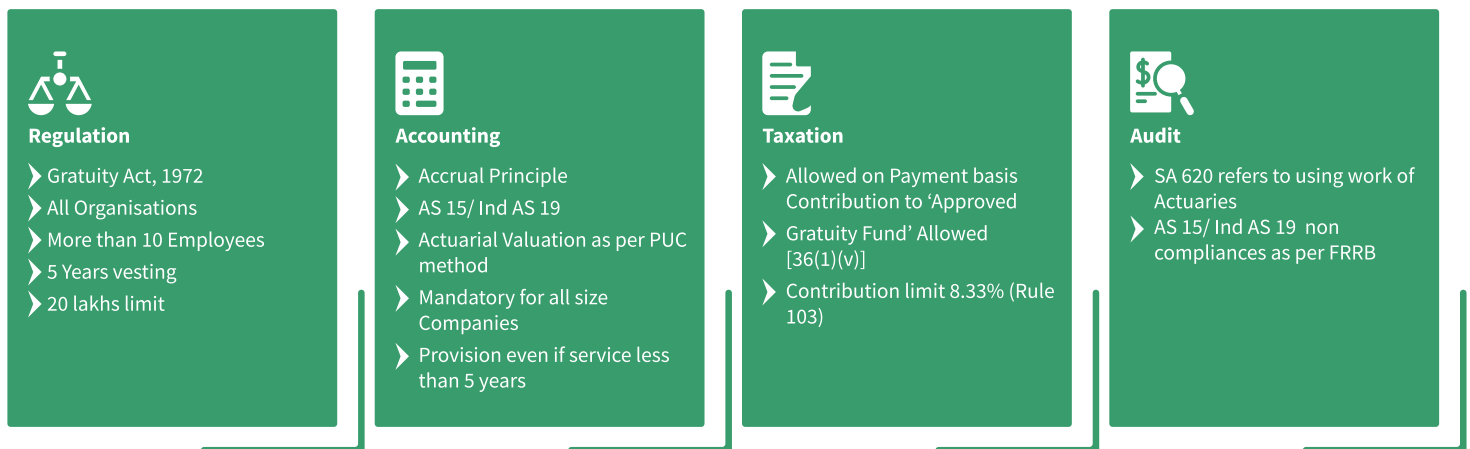 Regulation
Gratuity Act, 1972
All Organisations
More than 10 Employees
5 Years vesting
20 lakhs limit
Accounting
Accrual Principle
AS 15/ Ind AS 19
Actuarial Valuation as per PUC
method
Mandatory for all size
Companies
Provision even if service less
than 5 years
Taxation
Allowed on Payment basis
Contribution to ‘Approved
Gratuity Fund’ Allowed
[36(1)(v)]
Contribution limit 8.33% (Rule
103)
$
Audit
SA 620 refers to using work of
Actuaries
AS 15/ Ind AS 19 non
compliances as per FRRB